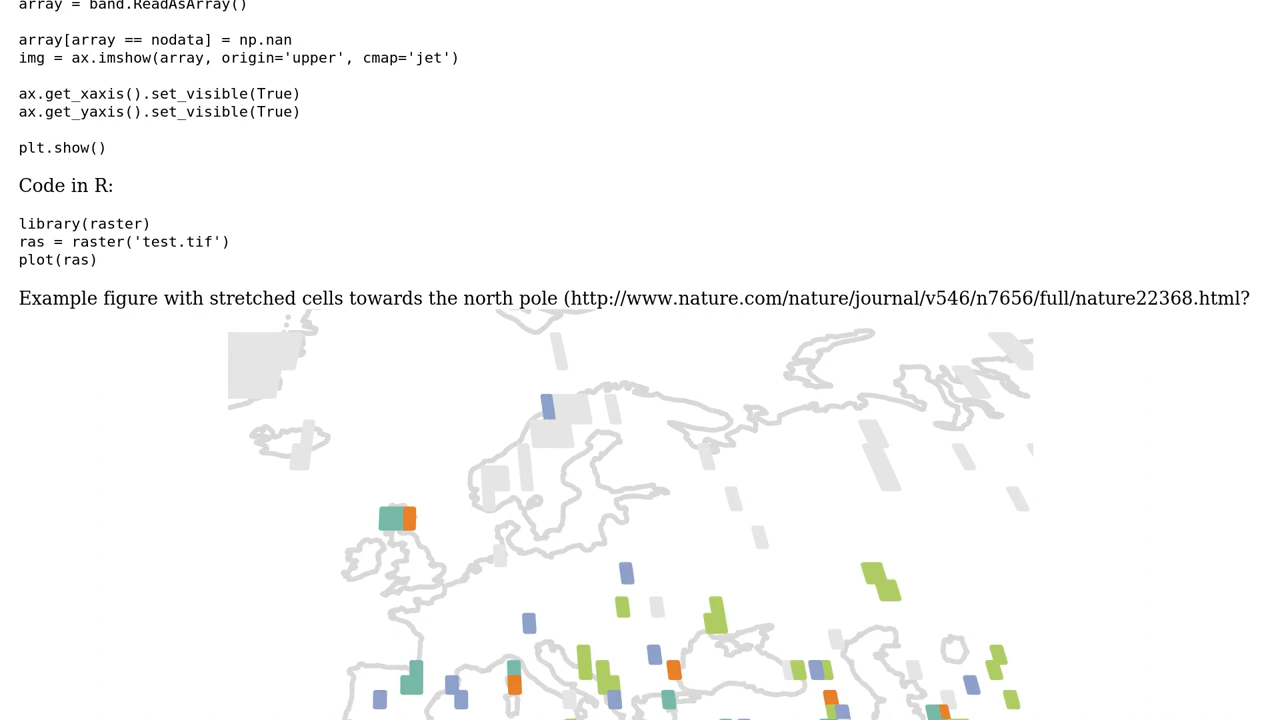 array = band.ReadAsArray()
array[array == nodata] = np.nan
img = ax.imshow(array, origin='upper', cmap='jet')
ax.get_xaxis().set_visible(True)
ax.get_yaxis().set_visible(True)
plt.show()
Code in R:
library(raster)
ras = raster('test.tif')
plot(ras)
Example figure with stretched cells towards the north pole (http://www.nature.com/nature/journal/v546/n7656/full/nature22368.html?